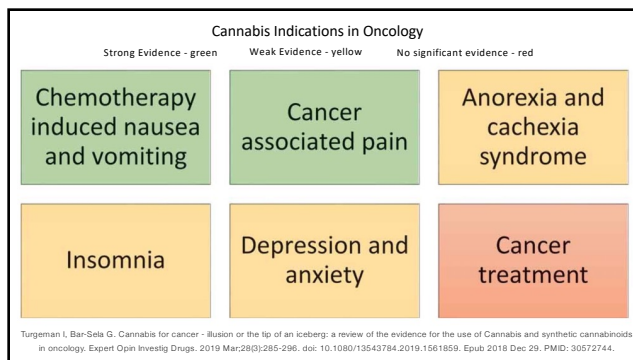 Cannabis Indications in Oncology
Strong Evidence - green Weak Evidence - yellow No significant evidence - red
Chemotherapy
induced nausea
and vomiting
Cancer
associated pain
Anorexia and
cachexia
syndrome
Insomnia
Depression and
anxiety
Cancer
treatment
Turgeman I, Bar-Sela G. Cannabis for cancer - illusion or the tip of an iceberg: a review of the evidence for the use of Cannabis and synthetic cannabinoids
in oncology. Expert Opin Investig Drugs. 2019 Mar;28(3):285-296. doi: 10.1080/13543784.2019.1561859. Epub 2018 Dec 29. PMID: 30572744.